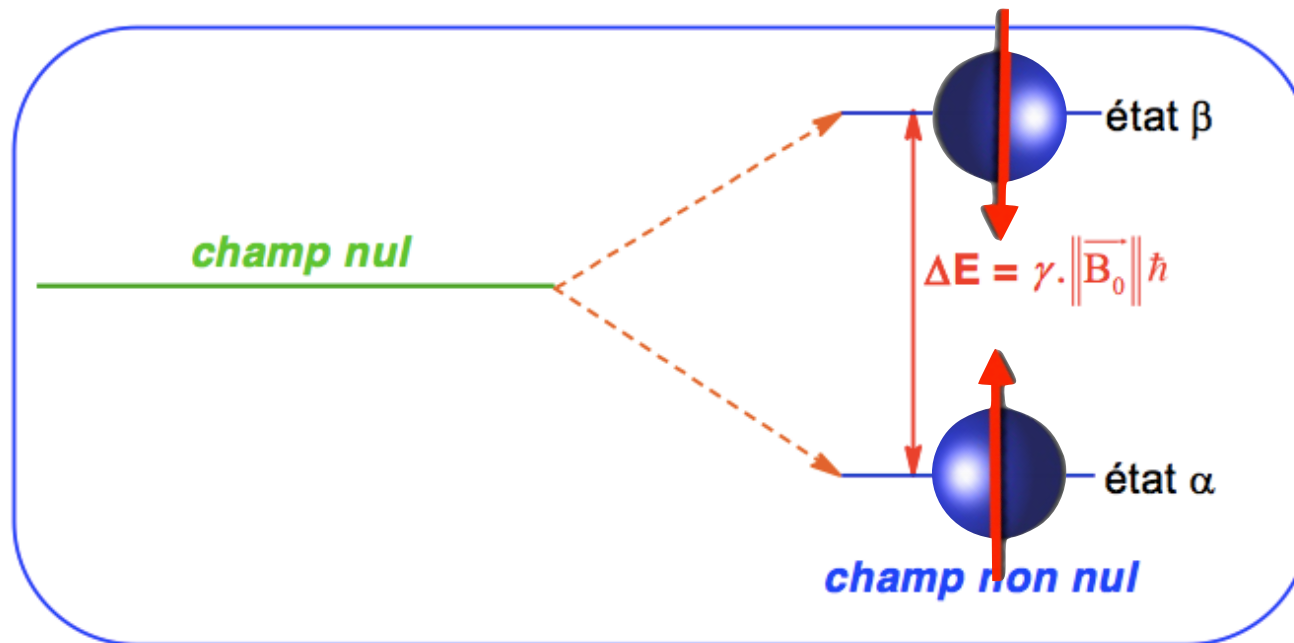 état β
champ nul
ΔE = γ.‖B₀‖ ħ
état α
champ non nul